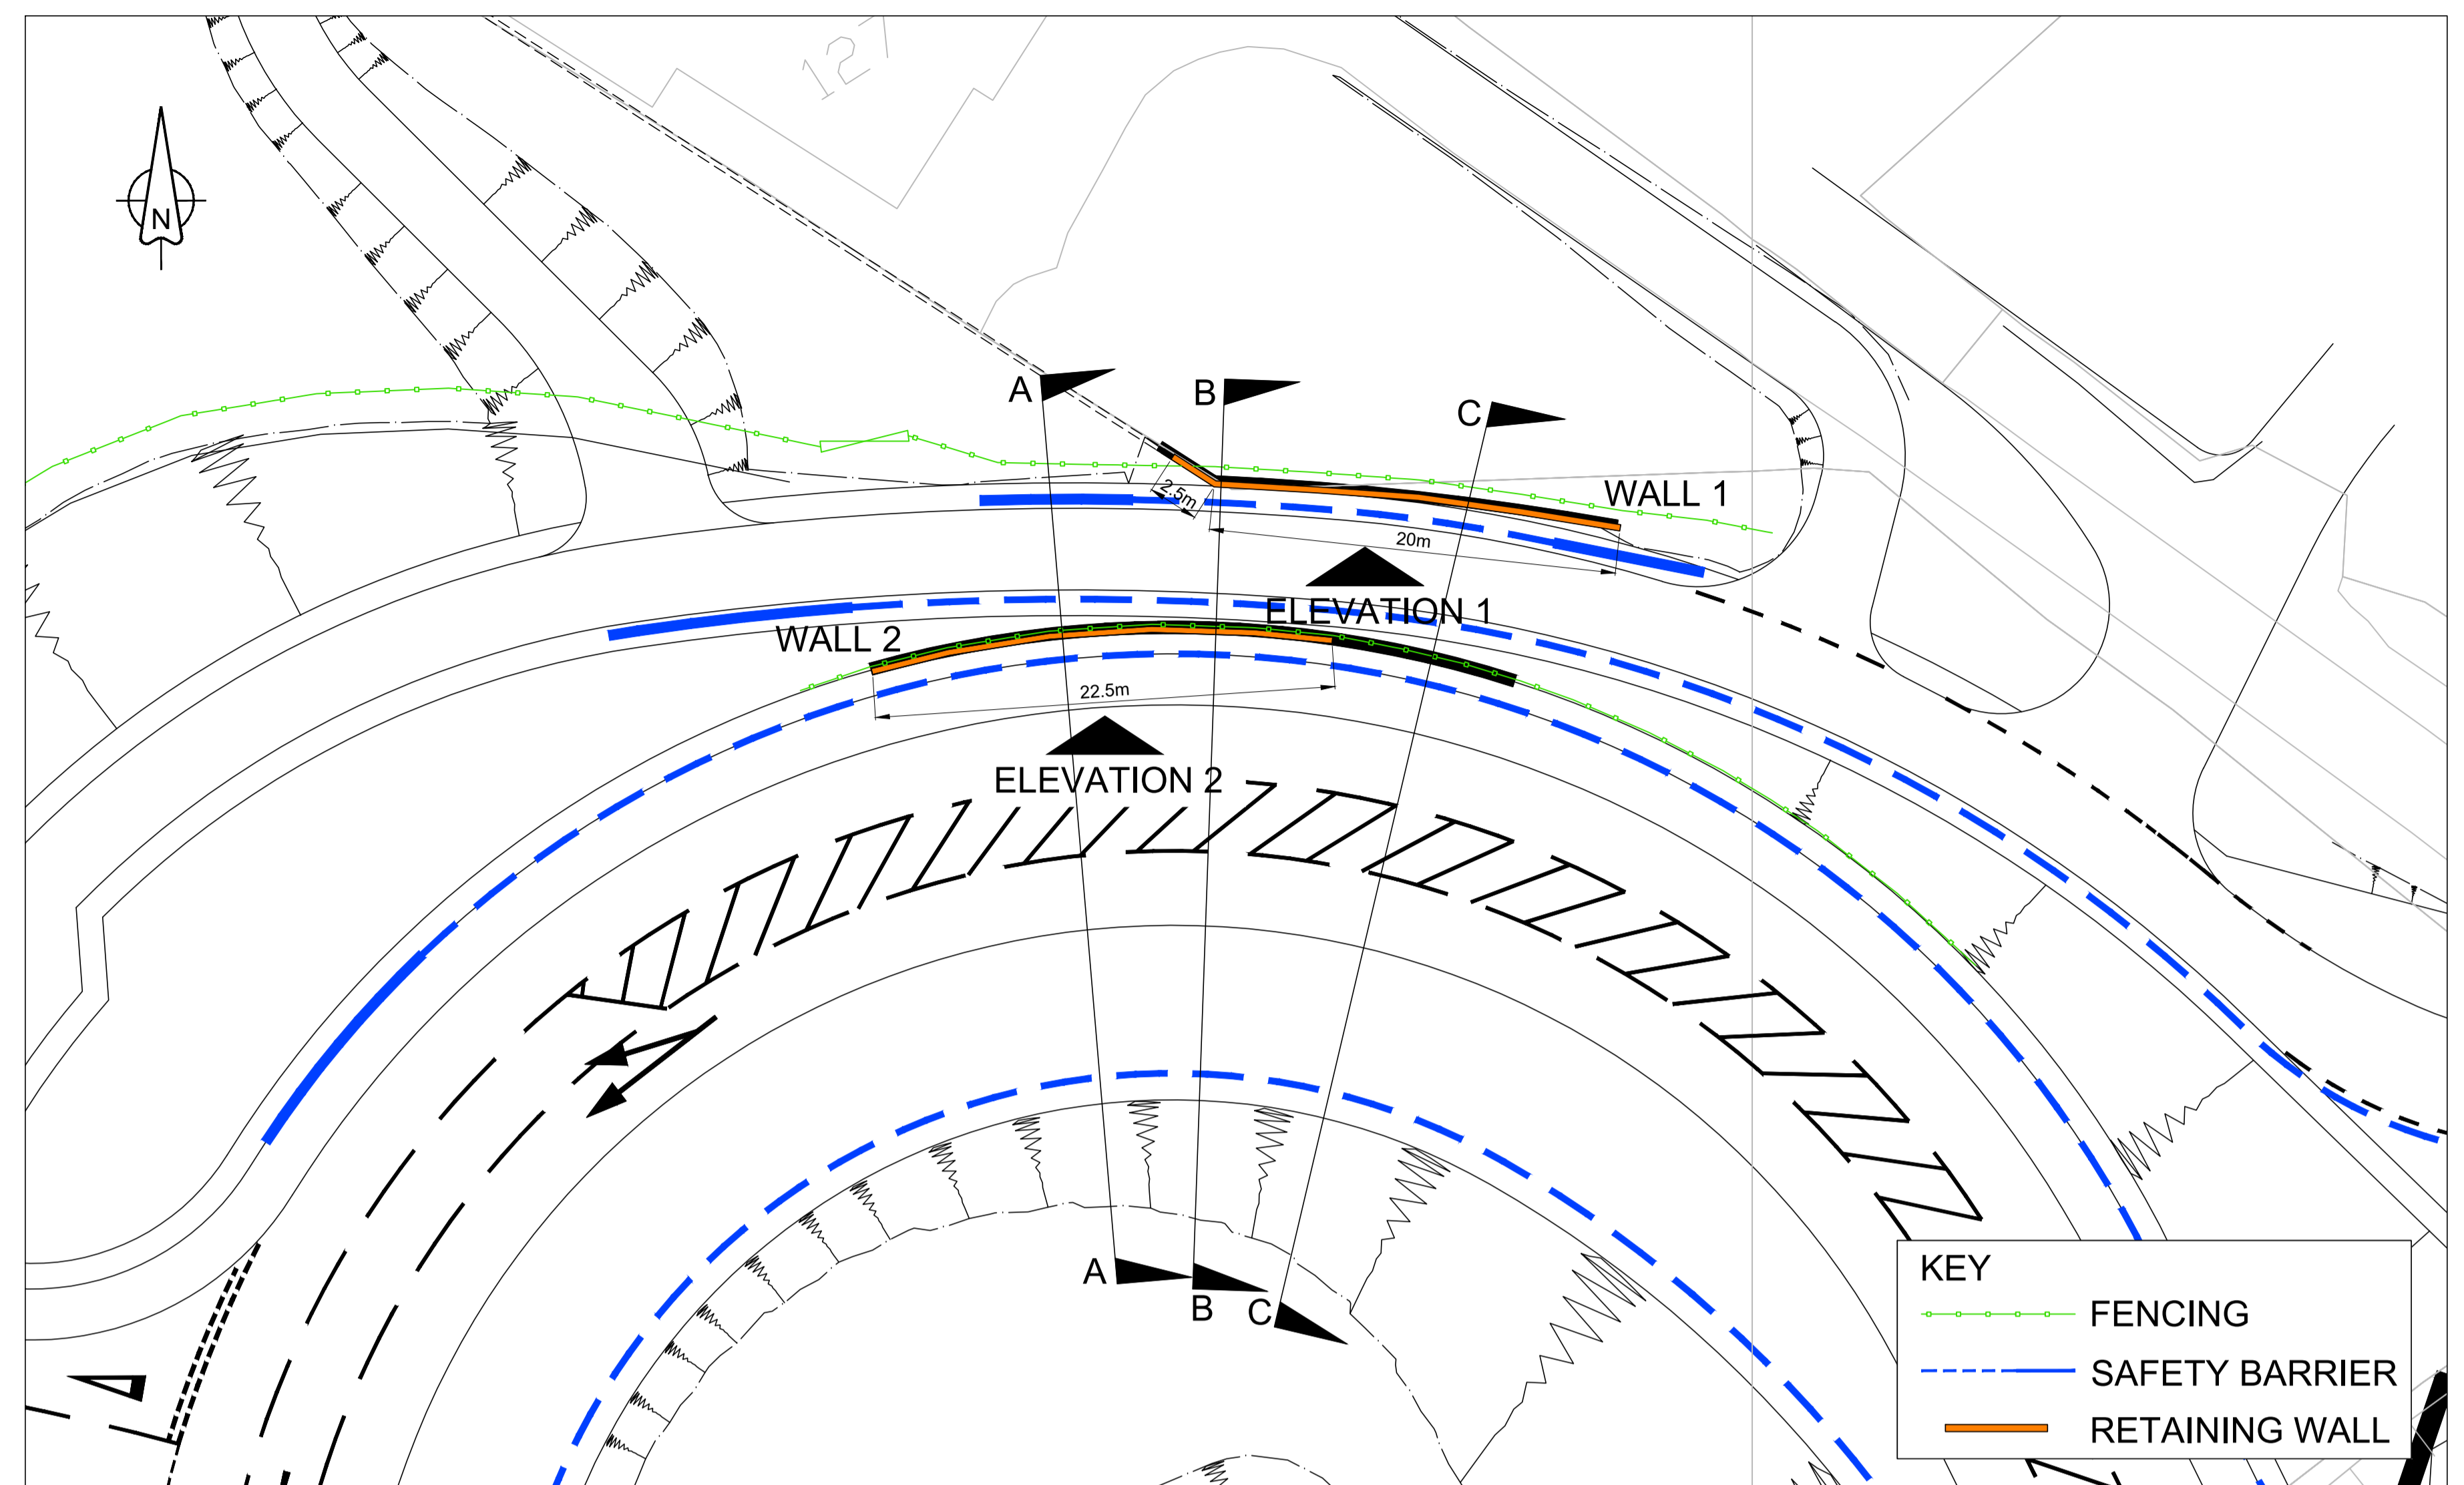 127
N
A
B
C
WALL 1
2.5m
20m
ELEVATION 1
WALL 2
22.5m
ELEVATION 2
A
B
C
KEY
FENCING
SAFETY BARRIER
RETAINING WALL